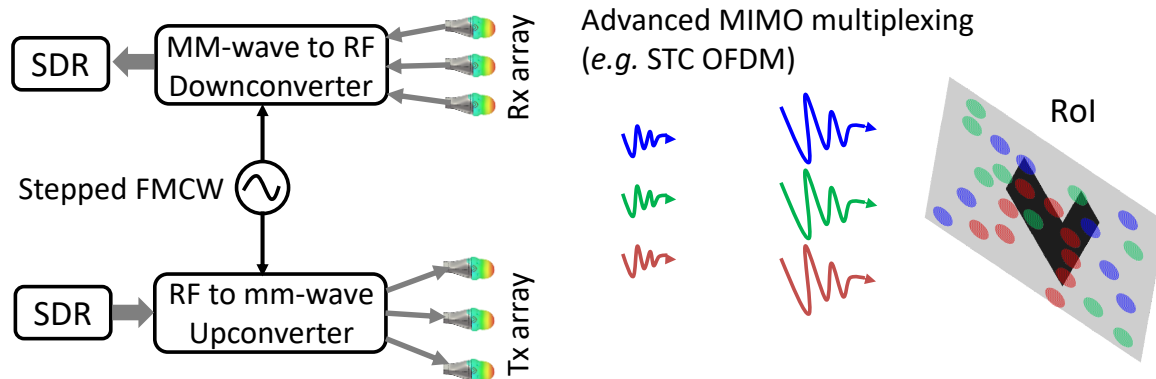 SDR
MM-wave to RF
Downconverter
Rx array
Stepped FMCW
SDR
RF to mm-wave
Upconverter
Tx array
Advanced MIMO multiplexing
(e.g. STC OFDM)
RoI